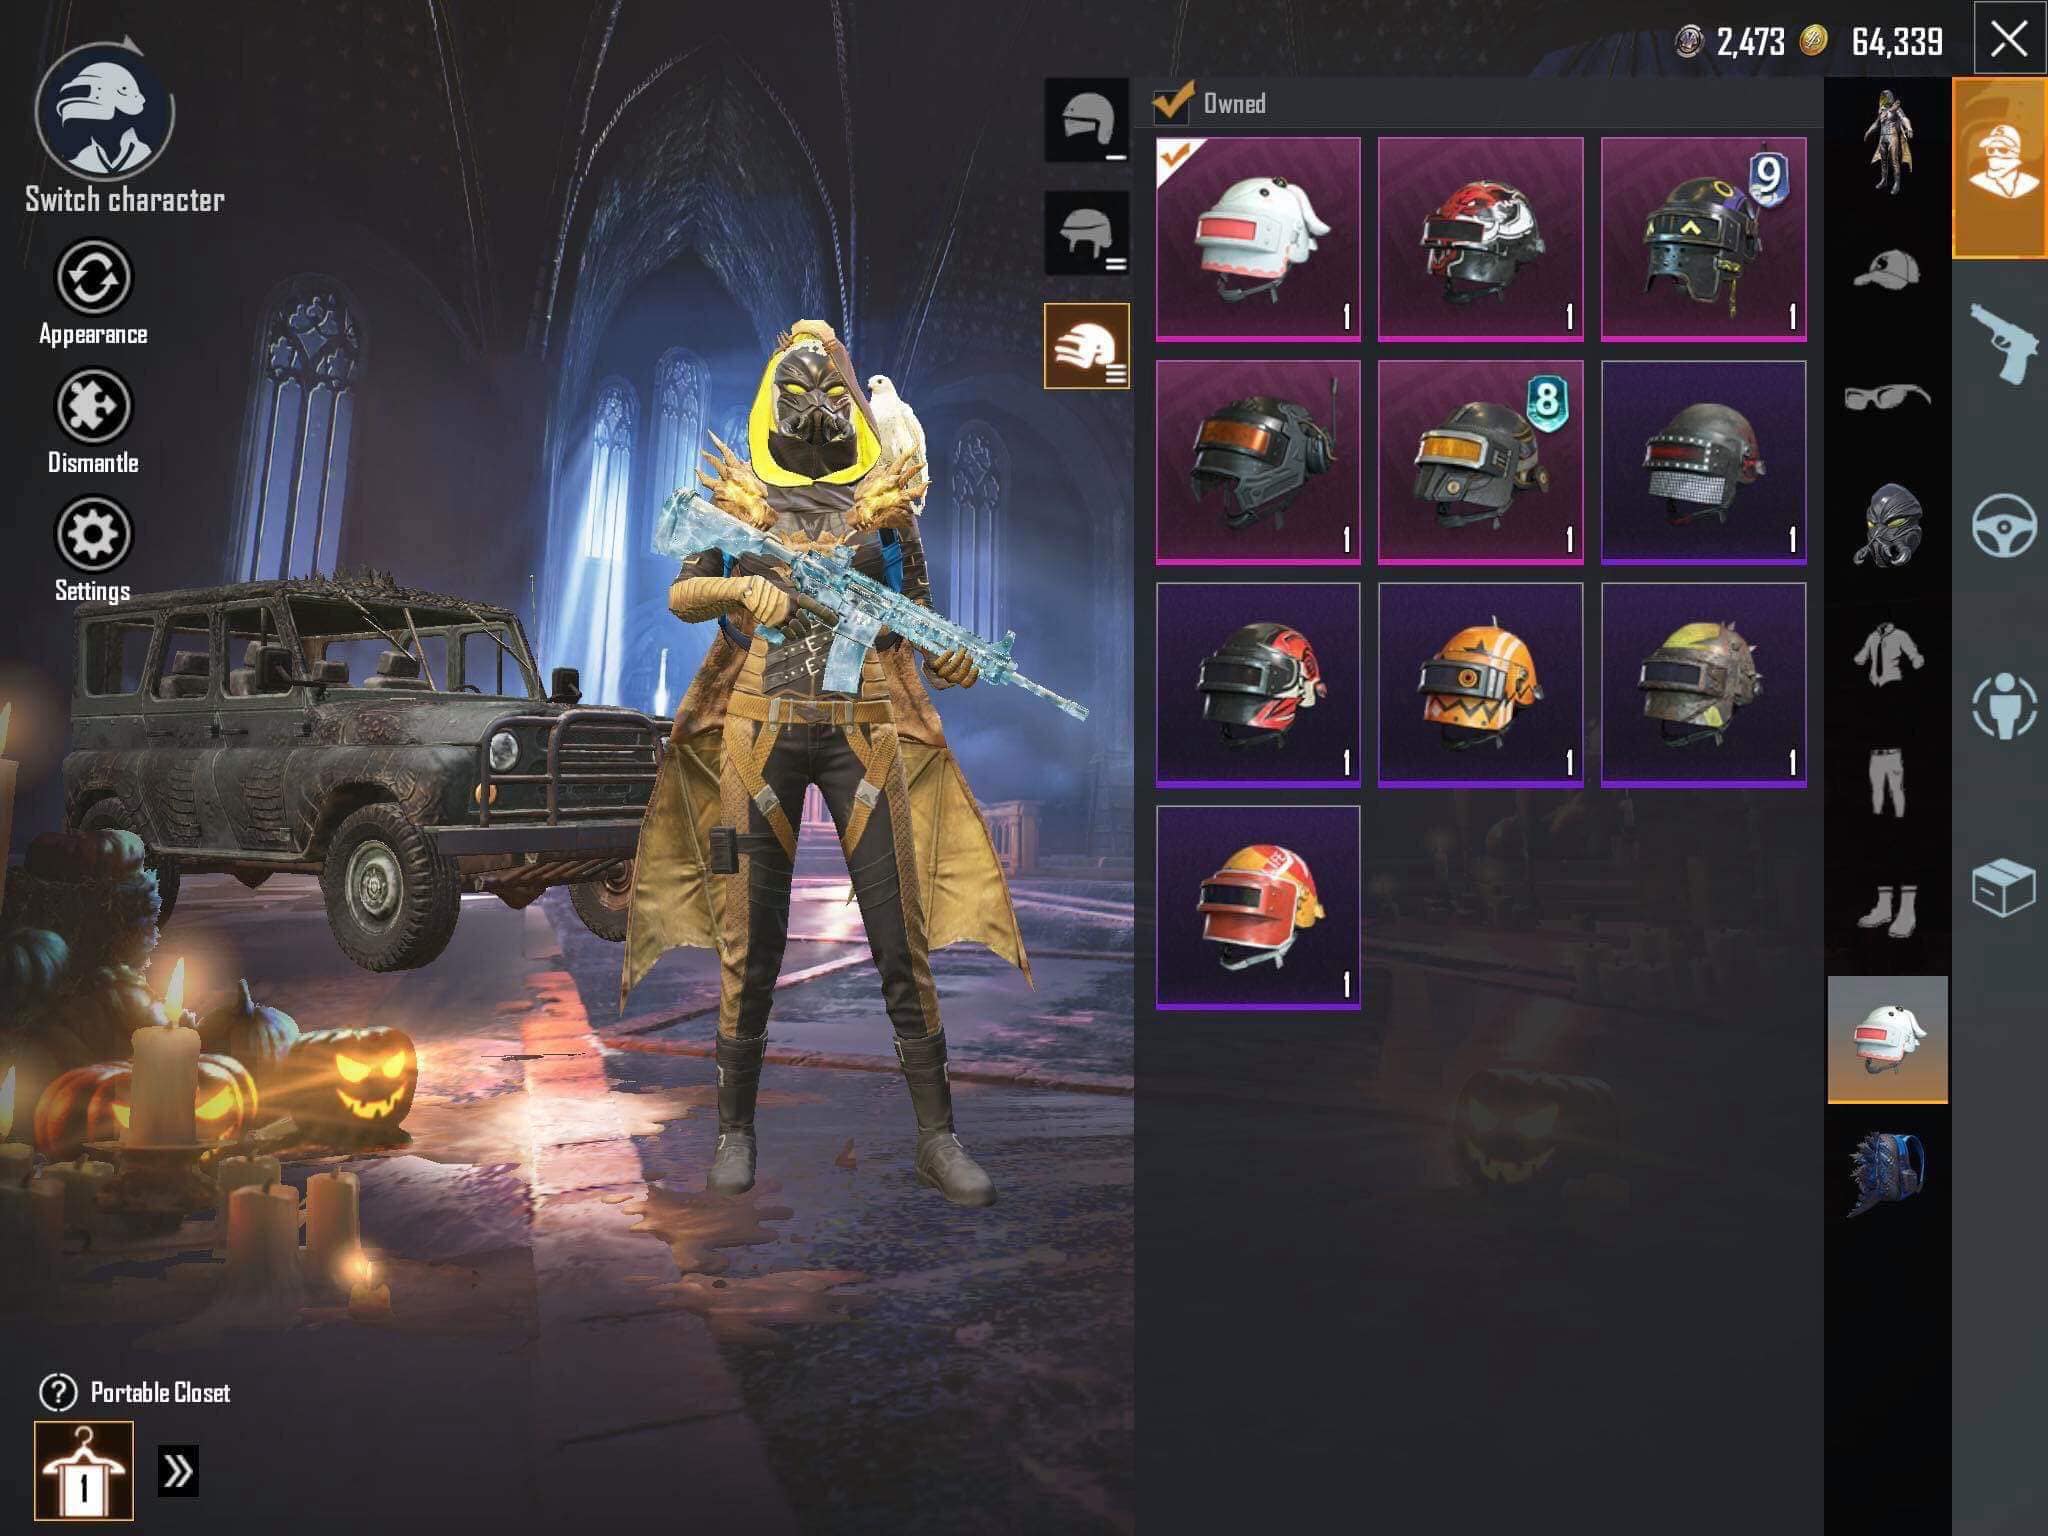 2,473
64,339
Switch character
Owned
9
1
1
1
Appearance
8
1
1
1
Dismantle
Settings
1
1
1
1
Portable Closet
?
1